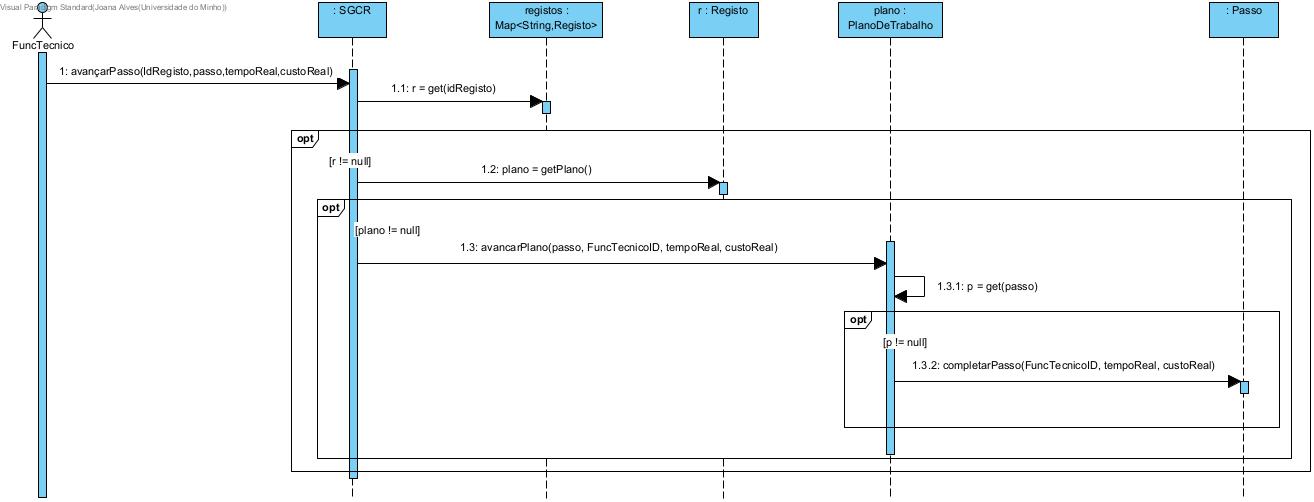 Visual Paradigm Standard(Joana Alves(Universidade do Minho))
FuncTecnico
: SGCR
registos :
Map<String,Registo>
r : Registo
plano :
PlanoDeTrabalho
: Passo
1: avançarPasso(IdRegisto,passo,tempoReal,custoReal)
1.1: r = get(idRegisto)
opt
[r != null]
1.2: plano = getPlano()
opt
[plano != null]
1.3: avancarPlano(passo, FuncTecnicoID, tempoReal, custoReal)
1.3.1: p = get(passo)
opt
[p != null]
1.3.2: completarPasso(FuncTecnicoID, tempoReal, custoReal)